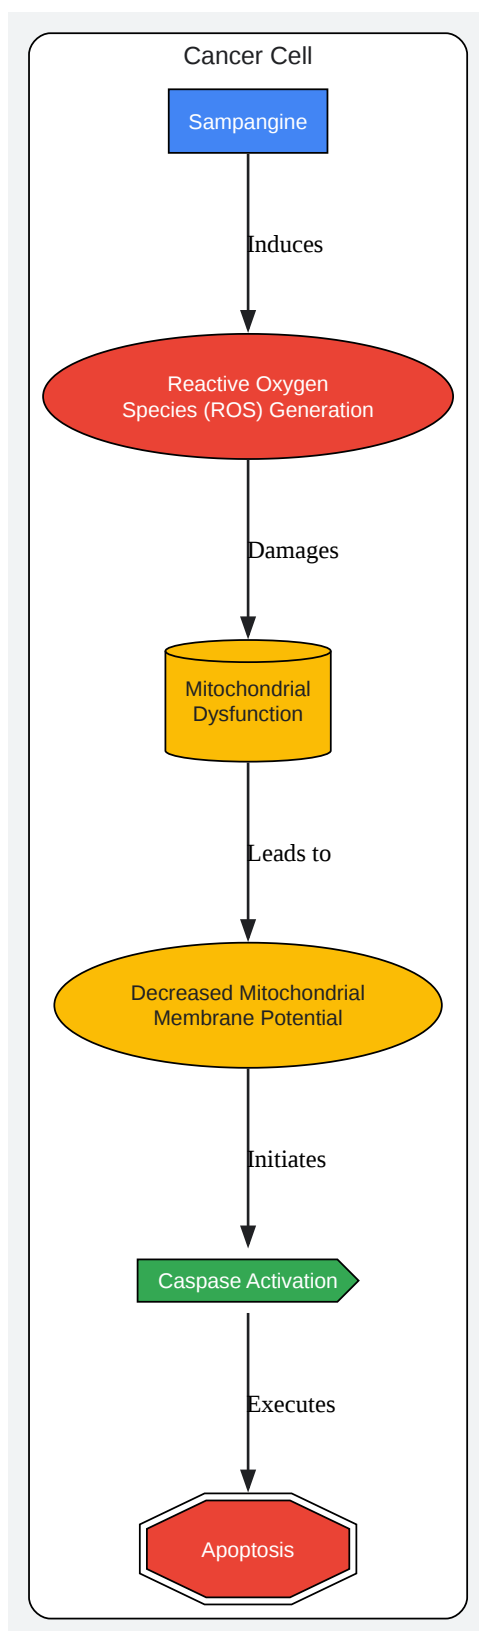 Cancer Cell
Sampangine
Induces
Reactive Oxygen
Species (ROS) Generation
Damages
Mitochondrial
Dysfunction
Leads to
Decreased Mitochondrial
Membrane Potential
Initiates
Caspase Activation
Executes
Apoptosis